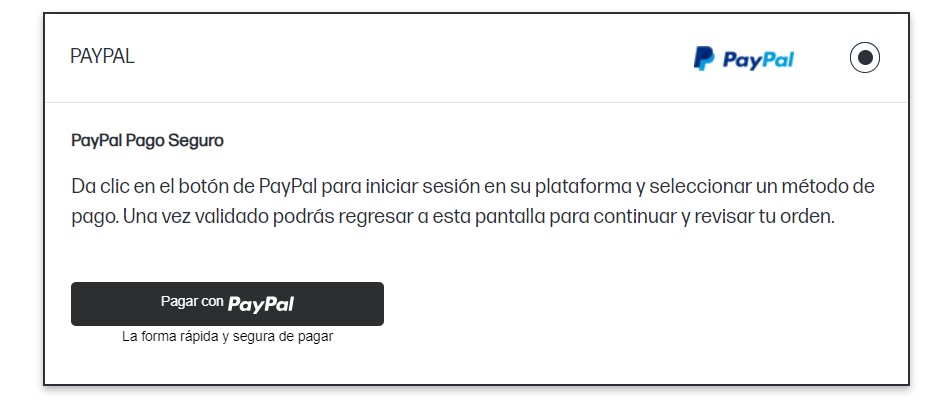 PAYPAL
PayPal
PayPal Pago Seguro
Da clic en el botón de PayPal para iniciar sesión en su plataforma y seleccionar un método de
pago. Una vez validado podrás regresar a esta pantalla para continuar y revisar tu orden.
Pagar con PayPal
La forma rápida y segura de pagar